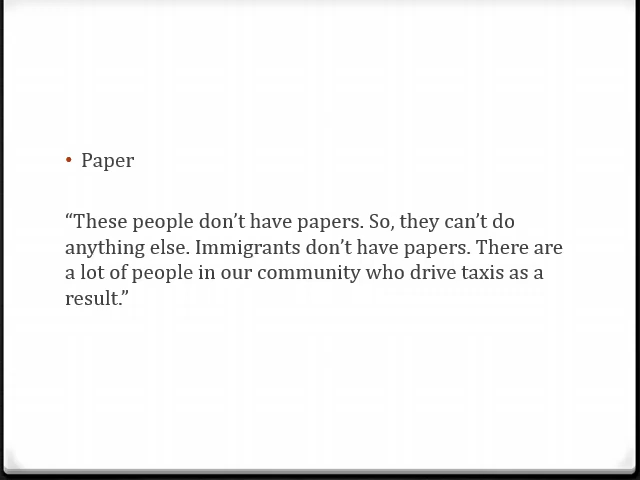 • Paper
“These people don’t have papers. So, they can’t do
anything else. Immigrants don’t have papers. There are
a lot of people in our community who drive taxis as a
result.”